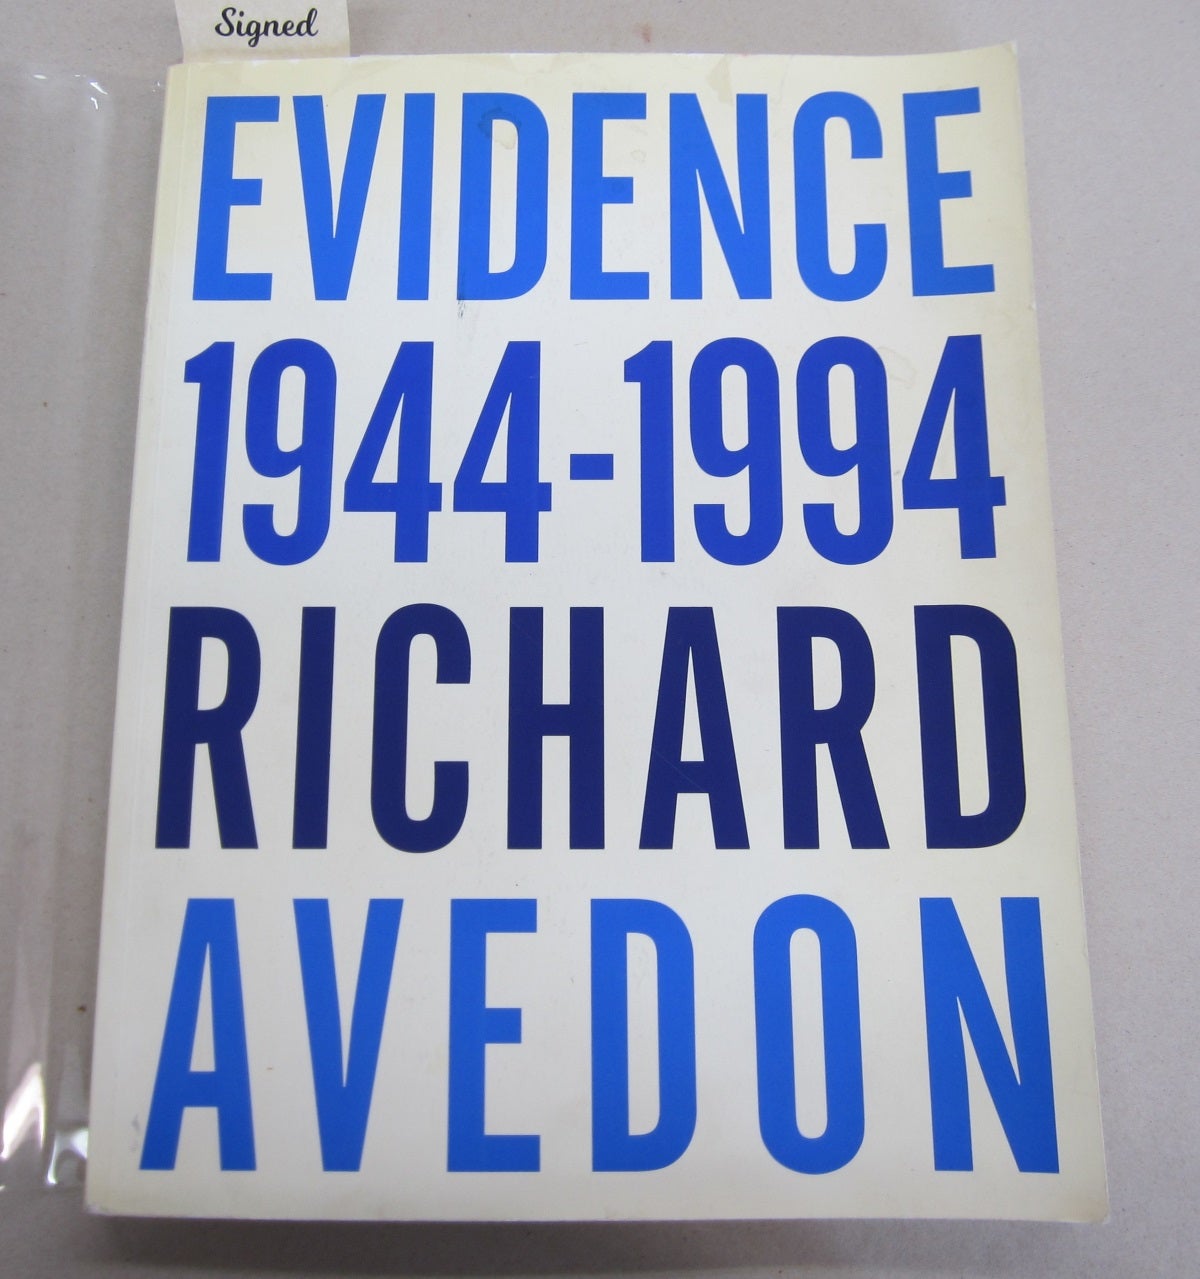 Signed
EVIDENCE
1944-1994
RICHARD
AVEDON